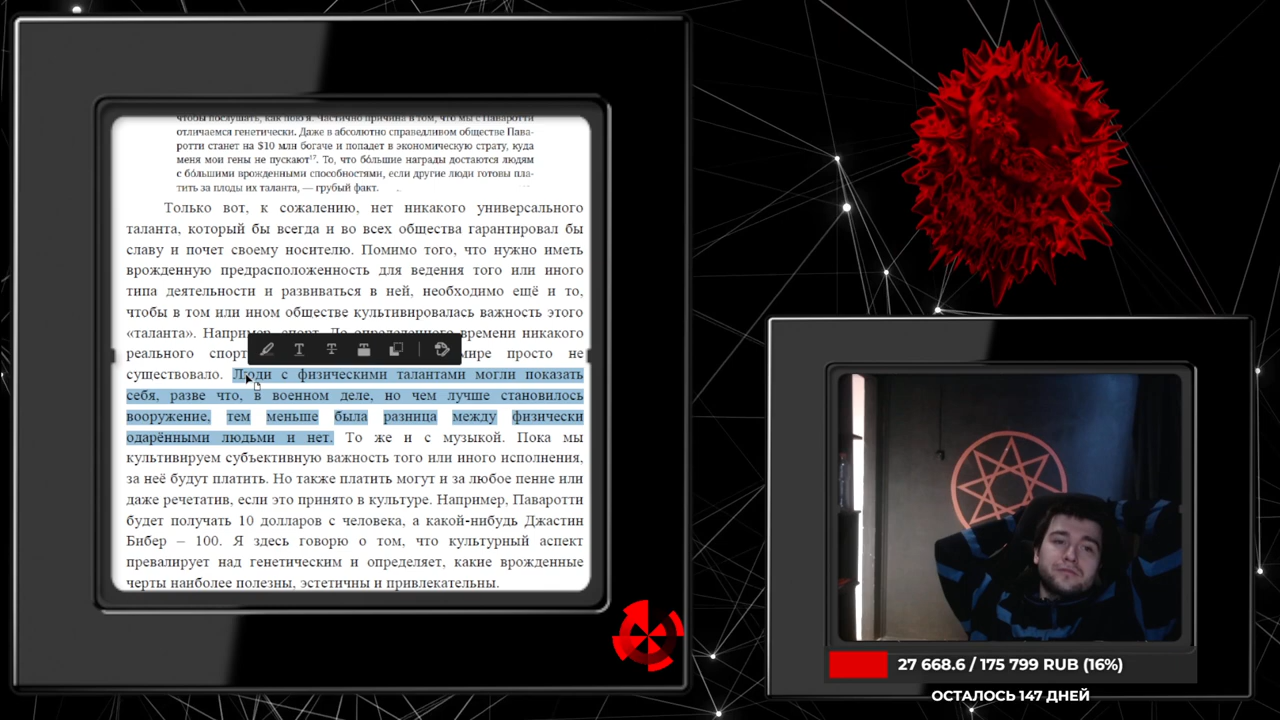 чтобы послушать, как пою я. Частично причина в том, что мы с Паваротти
отличаемся генетически. Даже в абсолютно справедливом обществе Пава-
ротти станет на $10 млн богаче и попадет в экономическую страту, куда
меня мои гены не пускают¹⁷. То, что бо́льшие награды достаются людям
с бо́льшими врожденными способностями, если другие люди готовы пла-
тить за плоды их таланта, — грубый факт.
Только вот, к сожалению, нет никакого универсального
таланта, который бы всегда и во всех общества гарантировал бы
славу и почет своему носителю. Помимо того, что нужно иметь
врожденную предрасположенность для ведения того или иного
типа деятельности и развиваться в ней, необходимо ещё и то,
чтобы в том или ином обществе культивировалась важность этого
«таланта». Например, спорт. До определенного времени никакого
реального спорт мире просто не
существовало. Люди с физическими талантами могли показать
себя, разве что, в военном деле, но чем лучше становилось
вооружение, тем меньше была разница между физически
одарёнными людьми и нет. То же и с музыкой. Пока мы
культивируем субъективную важность того или иного исполнения,
за неё будут платить. Но также платить могут и за любое пение или
даже речетатив, если это принято в культуре. Например, Паваротти
будет получать 10 долларов с человека, а какой-нибудь Джастин
Бибер – 100. Я здесь говорю о том, что культурный аспект
превалирует над генетическим и определяет, какие врожденные
черты наиболее полезны, эстетичны и привлекательны.
27 668.6 / 175 799 RUB (16%)
ОСТАЛОСЬ 147 ДНЕЙ